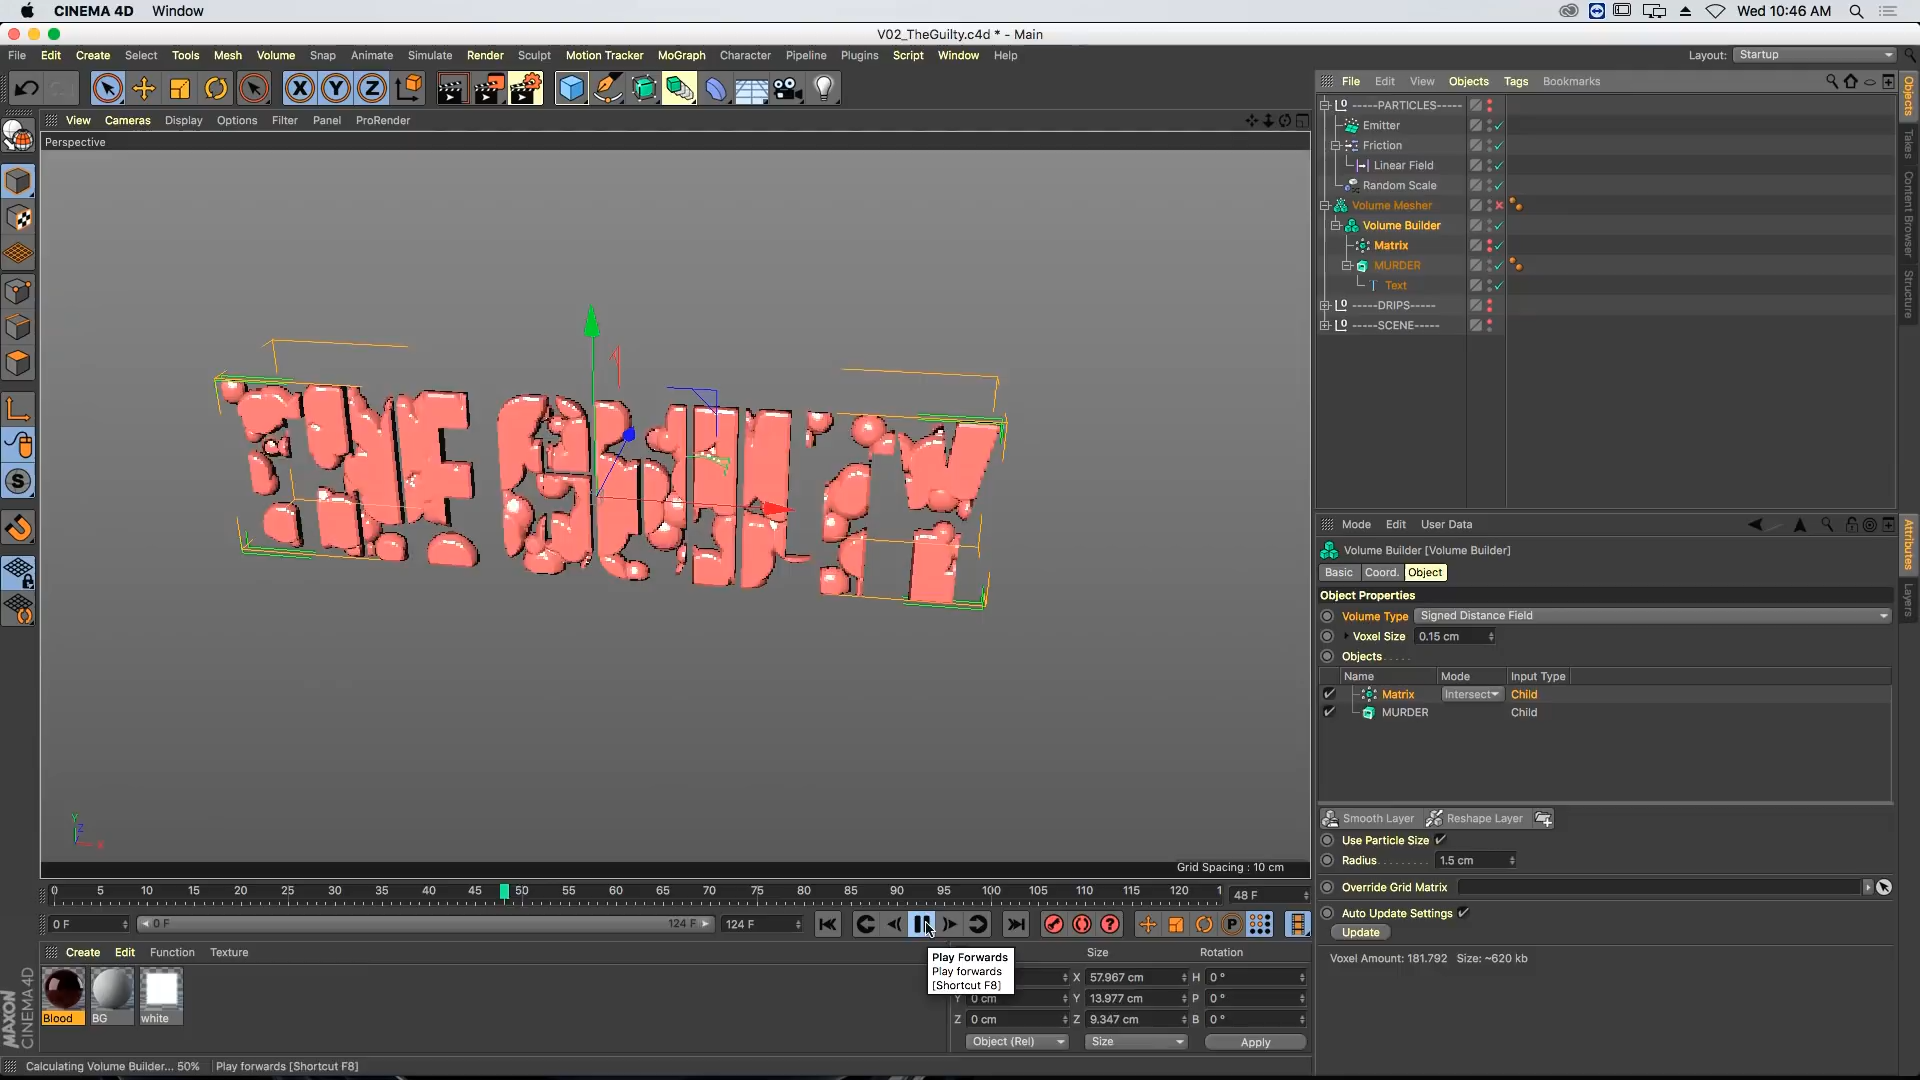 CINEMA 4D Window
Wed 10:46 AM
V02_TheGuilty.c4d * - Main
File Edit Create Select Tools Mesh Volume Snap Animate Simulate Render Sculpt Motion Tracker MoGraph Character Pipeline Plugins Script Window Help
Layout: Startup
View Cameras Display Options Filter Panel ProRender
Perspective
THE GUILTY
Grid Spacing : 10 cm
0 5 10 15 20 25 30 35 40 45 50 55 60 65 70 75 80 85 90 95 100 105 110 115 120 1
48 F
0 F
0 F
124 F
124 F
Create Edit Function Texture
Blood
BG
white
MAXON
CINEMA 4D
Play Forwards
Play forwards
[Shortcut F8]
Size
Rotation
X 57.967 cm H 0 °
Y 0 cm Y 13.977 cm P 0 °
Z 0 cm Z 9.347 cm B 0 °
Object (Rel) Size Apply
Calculating Volume Builder... 50% Play forwards [Shortcut F8]
File Edit View Objects Tags Bookmarks
-----PARTICLES-----
Emitter
Friction
Linear Field
Random Scale
Volume Mesher
Volume Builder
Matrix
MURDER
Text
-----DRIPS-----
-----SCENE-----
Objects
Takes
Content Browser
Structure
Mode Edit User Data
Volume Builder [Volume Builder]
Basic Coord. Object
Object Properties
Volume Type Signed Distance Field
Voxel Size 0.15 cm
Objects . . . . .
Name Mode Input Type
Matrix Intersect Child
MURDER Child
Smooth Layer Reshape Layer
Use Particle Size
Radius . . . . . . . . . 1.5 cm
Override Grid Matrix
Auto Update Settings
Update
Voxel Amount: 181.792 Size: ~620 kb
Attributes
Layers